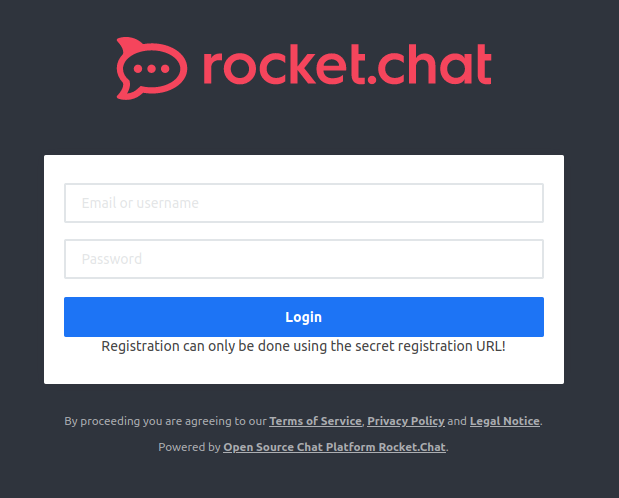 rocket.chat
Email or username
Password
Login
Registration can only be done using the secret registration URL!
By proceeding you are agreeing to our Terms of Service, Privacy Policy and Legal Notice.
Powered by Open Source Chat Platform Rocket.Chat.